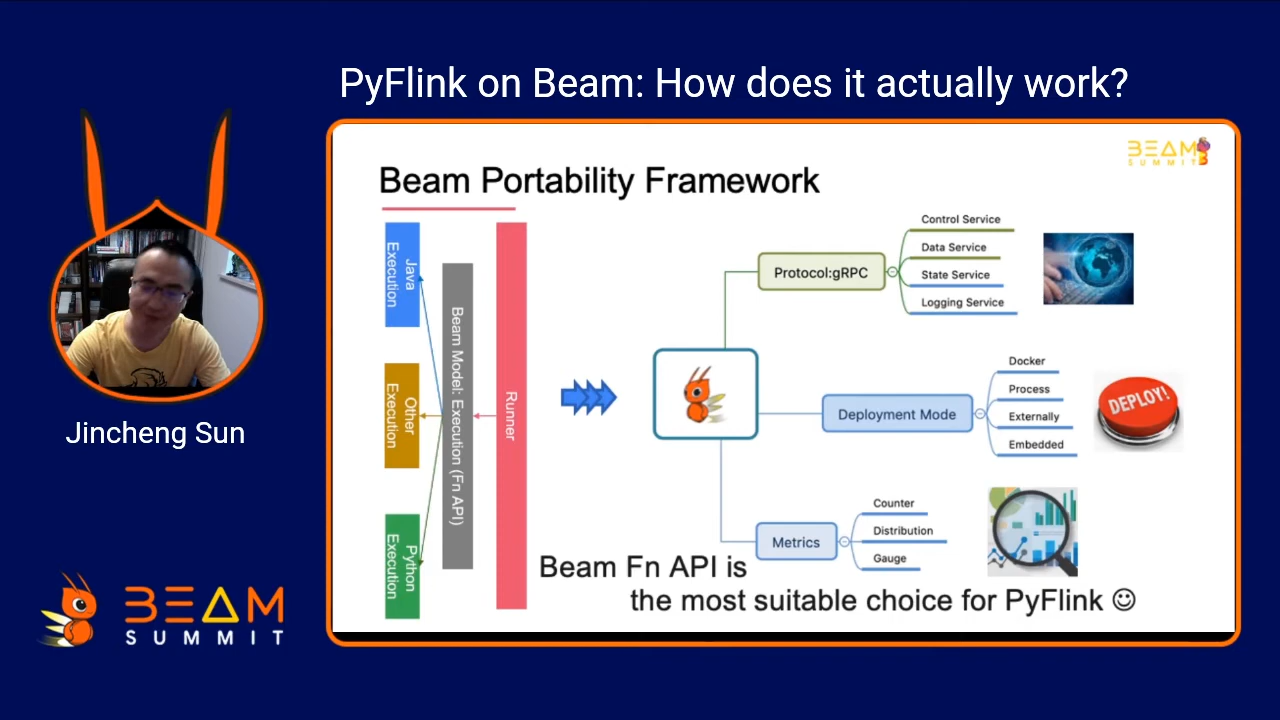 PyFlink on Beam: How does it actually work?
BEAM
SUMMIT
Beam Portability Framework
Java
Execution
Other
Execution
Python
Execution
Beam Model: Execution (Fn API)
Runner
Protocol:gRPC
Control Service
Data Service
State Service
Logging Service
Deployment Mode
Docker
Process
Externally
Embedded
DEPLOY!
Metrics
Counter
Distribution
Gauge
Beam Fn API is
the most suitable choice for PyFlink ☺
Jincheng Sun
BEAM
SUMMIT